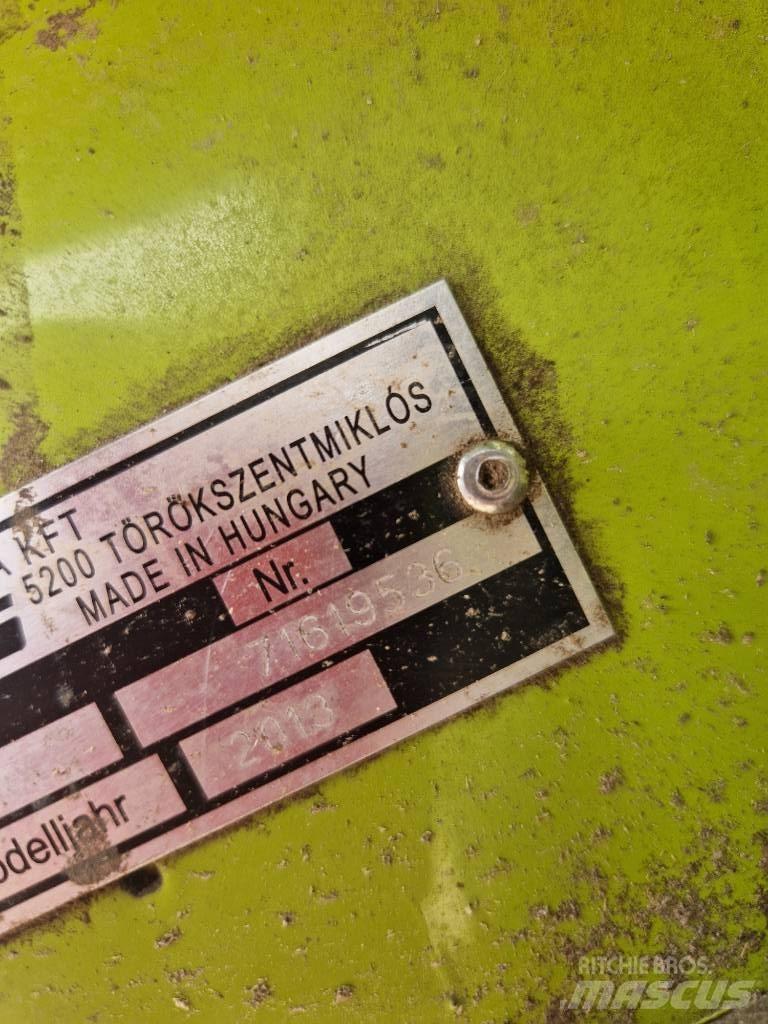 KFT
5200 TÖRÖKSZENTMIKLÓS
MADE IN HUNGARY
Nr.
71619536
2013
odelljahr
RITCHIE BROS.
MASCUS